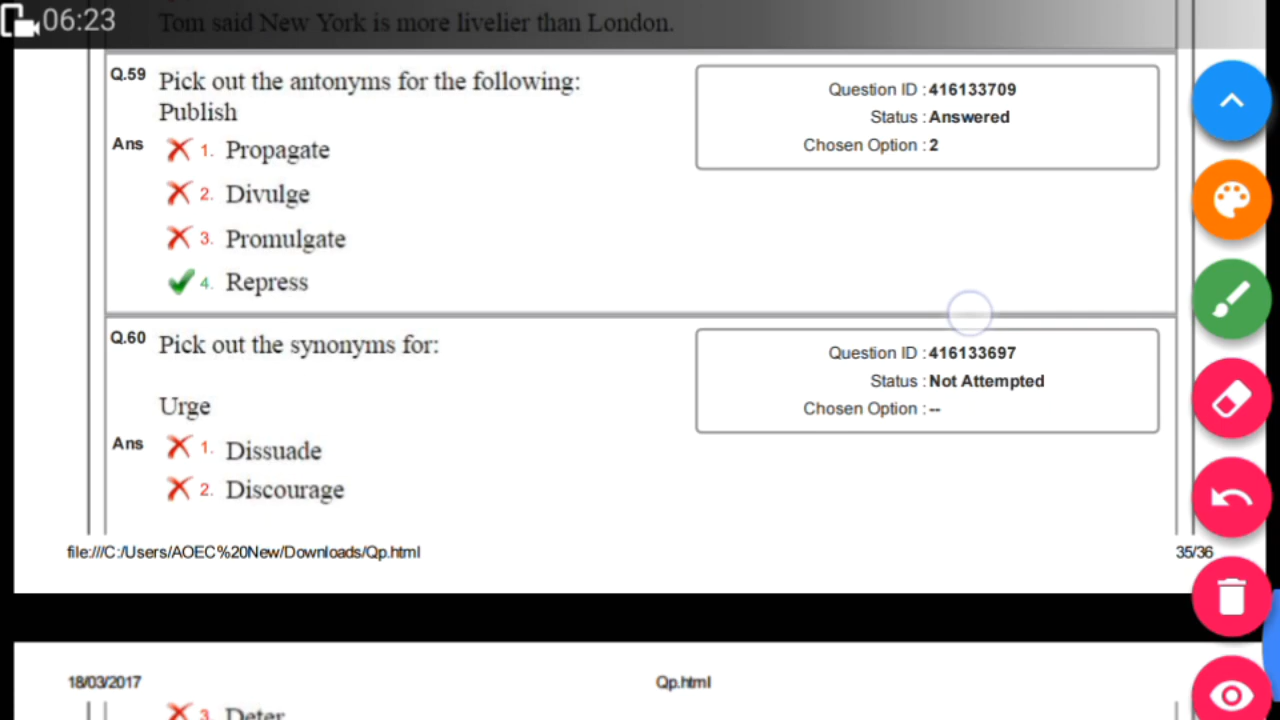 06:23
Tom said New York is more livelier than London.
Q.59 Pick out the antonyms for the following:
Publish
Question ID : 416133709
Status : Answered
Chosen Option : 2
Ans 1. Propagate
2. Divulge
3. Promulgate
4. Repress
Q.60 Pick out the synonyms for:
Urge
Question ID : 416133697
Status : Not Attempted
Chosen Option : --
Ans 1. Dissuade
2. Discourage
file:///C:/Users/AOEC%20New/Downloads/Qp.html
35/36
18/03/2017
Qp.html
3. Deter